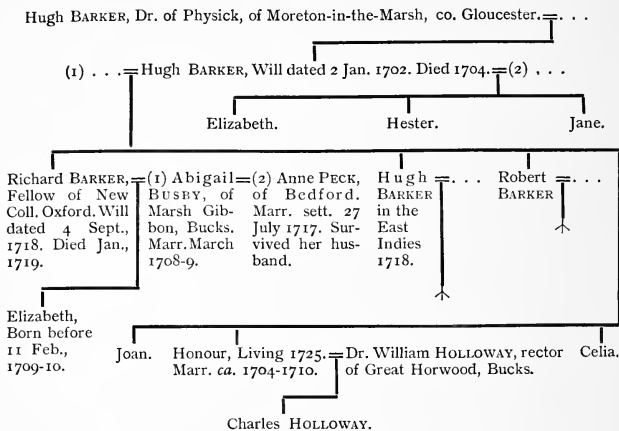 Hugh BARKER, Dr. of Physick, of Moreton-in-the-Marsh, co. Gloucester.=. . .
(1) . . .=Hugh BARKER, Will dated 2 Jan. 1702. Died 1704.=(2) . . .
Elizabeth. Hester. Jane.
Richard BARKER,
Fellow of New
Coll. Oxford. Will
dated 4 Sept.,
1718. Died Jan.,
1719.
=(1) Abigail
BUSBY, of
Marsh Gib-
bon, Bucks.
Marr. March
1708-9.
=(2) Anne PECK,
of Bedford.
Marr. sett. 27
July 1717. Sur-
vived her hus-
band.
Hugh =. . .
BARKER
in the
East
Indies
1718.
Robert =. . .
BARKER
Elizabeth,
Born before
11 Feb.,
1709-10.
Joan.
Honour, Living 1725.
Marr. ca. 1704-1710.
=Dr. William HOLLOWAY, rector
of Great Horwood, Bucks.
Celia.
Charles HOLLOWAY.